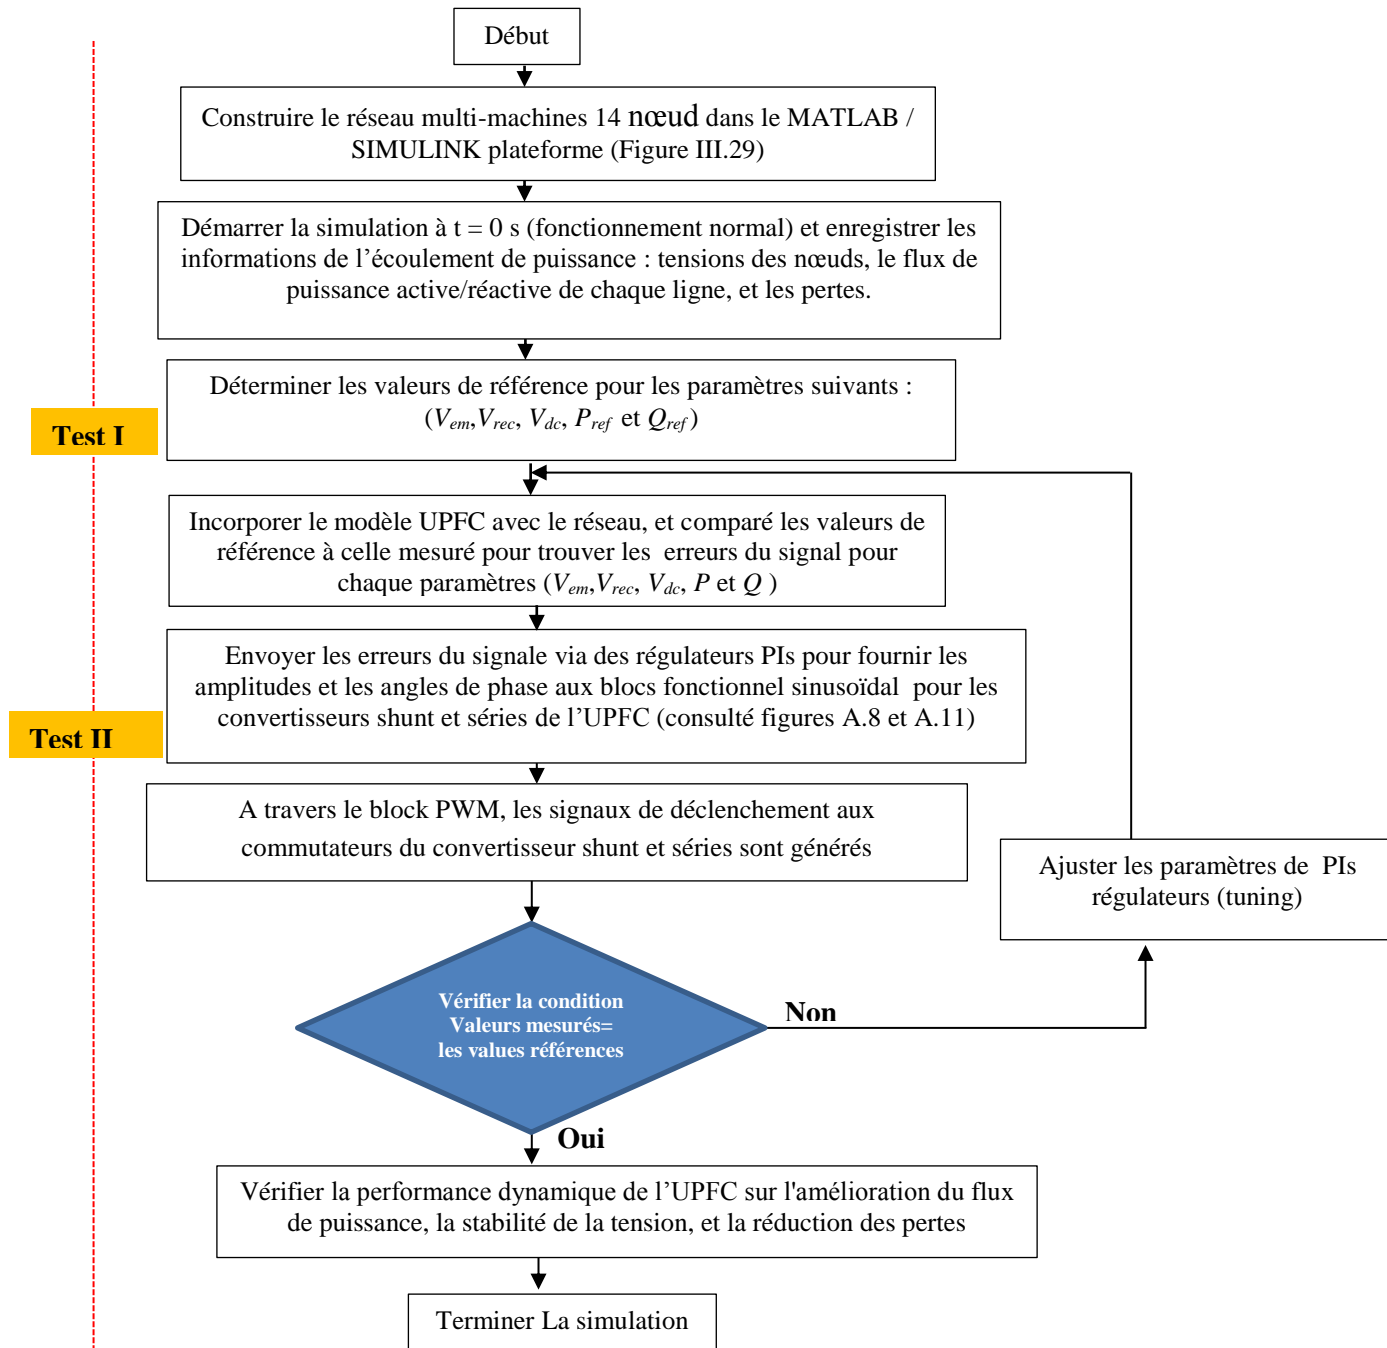 Début
Construire le réseau multi-machines 14 nœud dans le MATLAB /
SIMULINK plateforme (Figure III.29)
Démarrer la simulation à t = 0 s (fonctionnement normal) et enregistrer les
informations de l’écoulement de puissance : tensions des nœuds, le flux de
puissance active/réactive de chaque ligne, et les pertes.
Déterminer les valeurs de référence pour les paramètres suivants :
(Vem,Vrec, Vdc, Pref et Qref)
Test I
Incorporer le modèle UPFC avec le réseau, et comparé les valeurs de
référence à celle mesuré pour trouver les erreurs du signal pour
chaque paramètres (Vem,Vrec, Vdc, P et Q )
Envoyer les erreurs du signale via des régulateurs PIs pour fournir les
amplitudes et les angles de phase aux blocs fonctionnel sinusoïdal pour les
convertisseurs shunt et séries de l’UPFC (consulté figures A.8 et A.11)
Test II
A travers le block PWM, les signaux de déclenchement aux
commutateurs du convertisseur shunt et séries sont générés
Ajuster les paramètres de PIs
régulateurs (tuning)
Vérifier la condition
Valeurs mesurés=
les values références
Non
Oui
Vérifier la performance dynamique de l’UPFC sur l'amélioration du flux
de puissance, la stabilité de la tension, et la réduction des pertes
Terminer La simulation